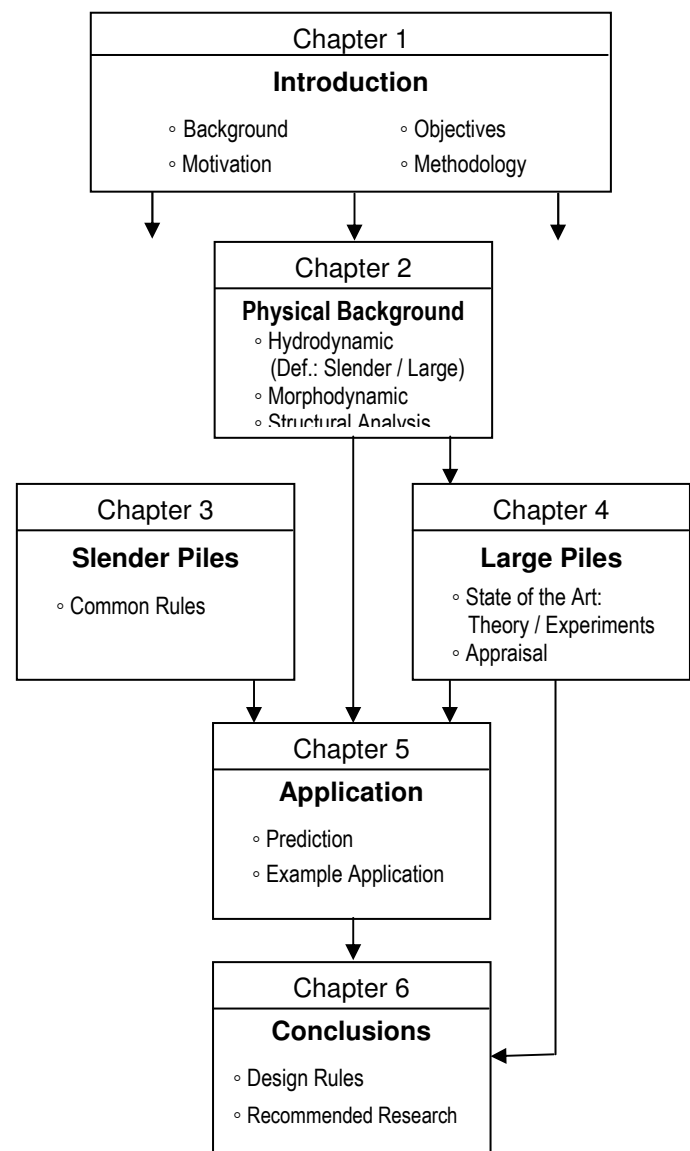 Chapter 1
Introduction
◦ Background
◦ Objectives
◦ Motivation
◦ Methodology
Chapter 2
Physical Background
◦ Hydrodynamic
(Def.: Slender / Large)
◦ Morphodynamic
◦ Structural Analysis
Chapter 3
Slender Piles
◦ Common Rules
Chapter 4
Large Piles
◦ State of the Art:
Theory / Experiments
◦ Appraisal
Chapter 5
Application
◦ Prediction
◦ Example Application
Chapter 6
Conclusions
◦ Design Rules
◦ Recommended Research